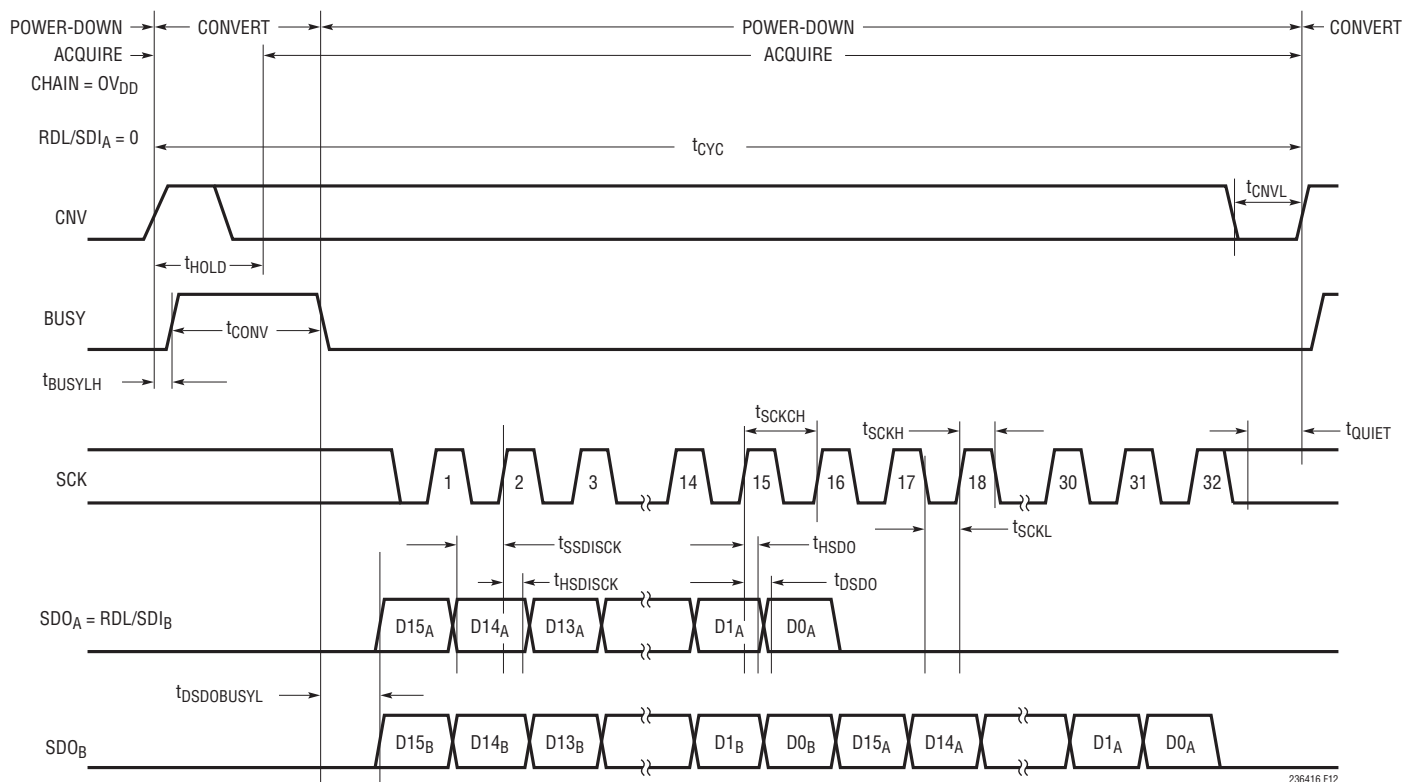 POWER-DOWN CONVERT POWER-DOWN CONVERT
ACQUIRE ACQUIRE
CHAIN = OVDD
RDL/SDIA = 0
tCYC
tCNVL
CNV
tHOLD
BUSY
tCONV
tBUSYLH
tSCKCH
tSCKH
tQUIET
SCK 1 2 3 14 15 16 17 18 30 31 32
tSCKL
tSSDISCK tHSDO
tHSDISCK tDSDO
SDOA = RDL/SDIB D15A D14A D13A D1A D0A
tDSDOBUSYL
SDOB D15B D14B D13B D1B D0B D15A D14A D1A D0A
236416 F12